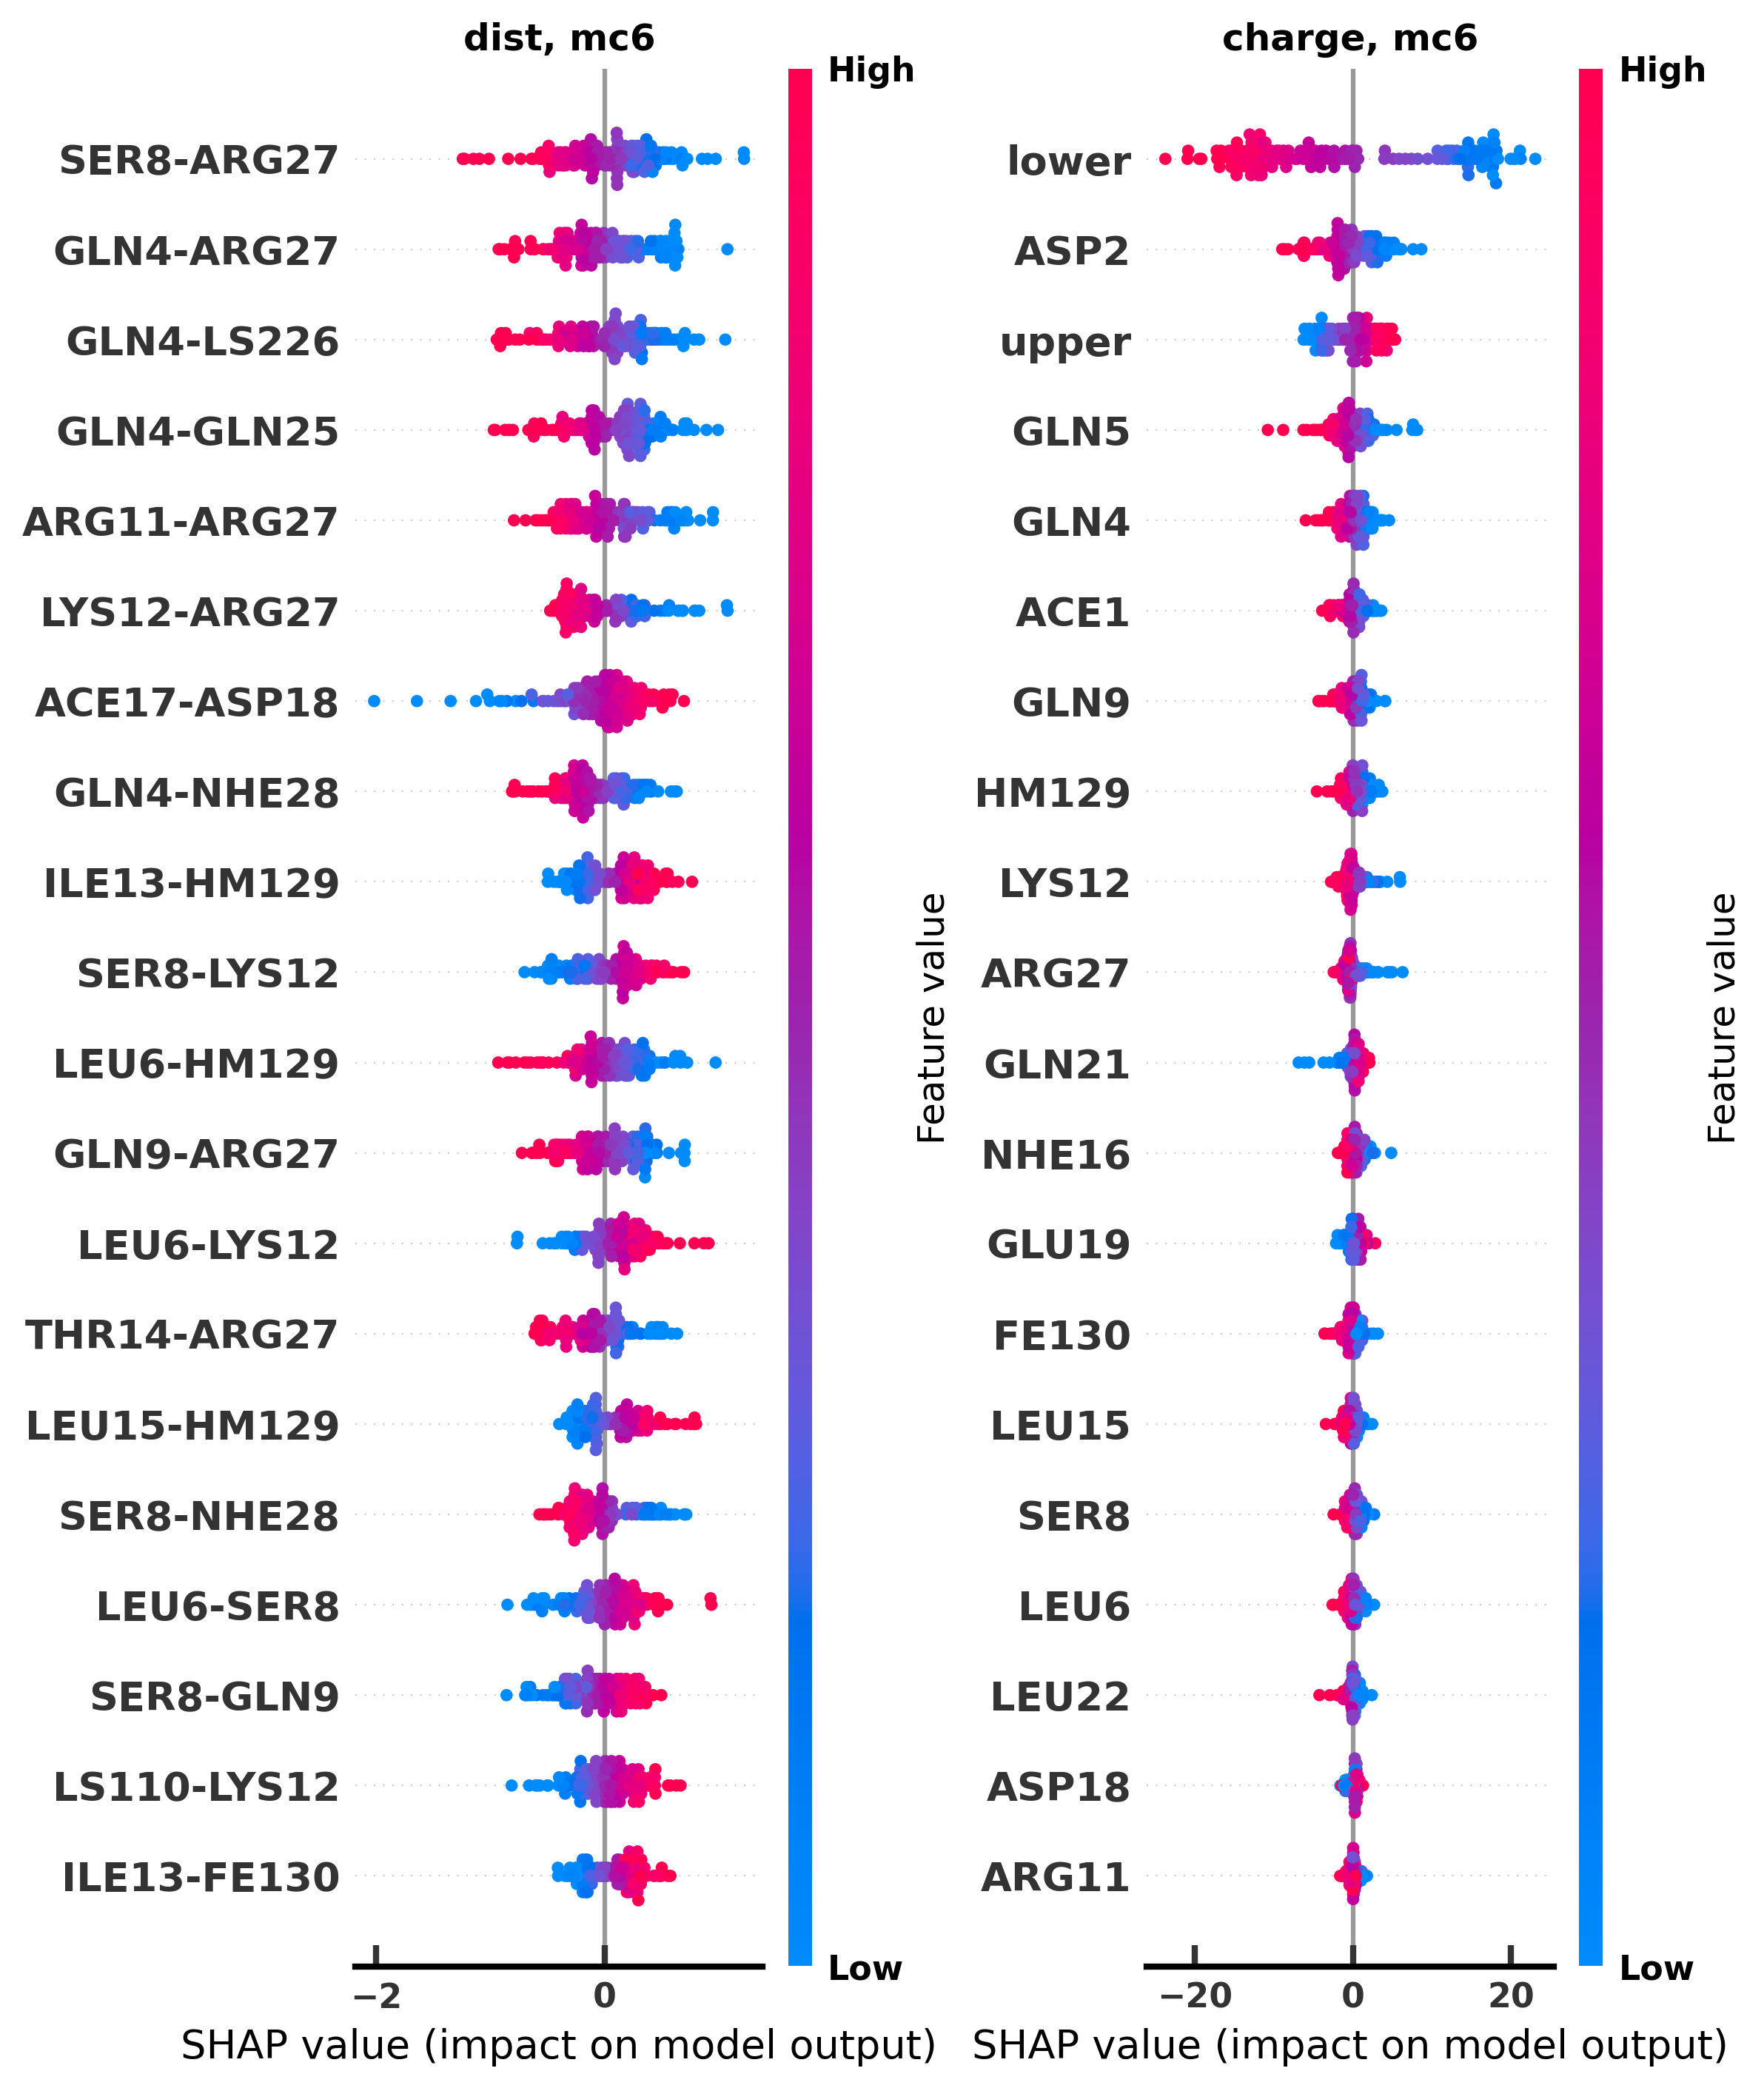 dist, mc6
High
SER8-ARG27
GLN4-ARG27
GLN4-LS226
GLN4-GLN25
ARG11-ARG27
LYS12-ARG27
ACE17-ASP18
GLN4-NHE28
ILE13-HM129
SER8-LYS12
LEU6-HM129
GLN9-ARG27
LEU6-LYS12
THR14-ARG27
LEU15-HM129
SER8-NHE28
LEU6-SER8
SER8-GLN9
LS110-LYS12
ILE13-FE130
Feature value
Low
−2 0
SHAP value (impact on model output)
charge, mc6
High
lower
ASP2
upper
GLN5
GLN4
ACE1
GLN9
HM129
LYS12
ARG27
GLN21
NHE16
GLU19
FE130
LEU15
SER8
LEU6
LEU22
ASP18
ARG11
Feature value
Low
−20 0 20
SHAP value (impact on model output)